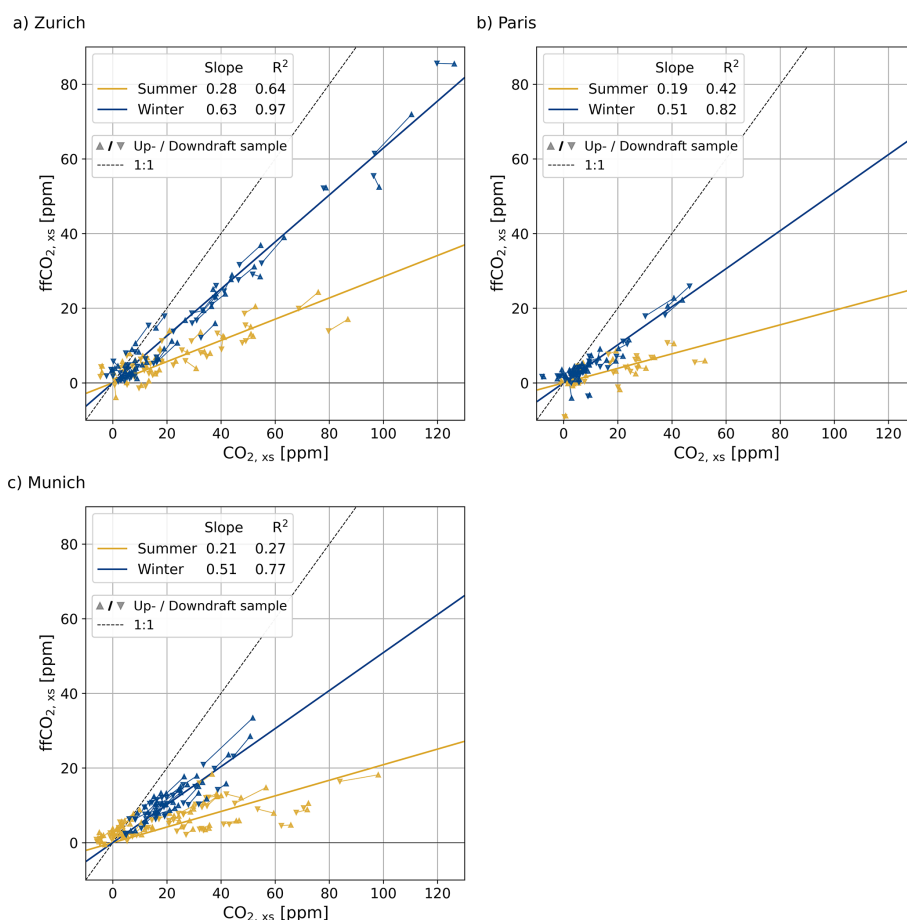 a) Zurich
Slope R²
Summer 0.28 0.64
Winter 0.63 0.97
▲ / ▼ Up- / Downdraft sample
1:1
80
60
40
20
0
ffCO₂, xs [ppm]
0 20 40 60 80 100 120
CO₂, xs [ppm]
b) Paris
Slope R²
Summer 0.19 0.42
Winter 0.51 0.82
▲ / ▼ Up- / Downdraft sample
1:1
80
60
40
20
0
ffCO₂, xs [ppm]
0 20 40 60 80 100 120
CO₂, xs [ppm]
c) Munich
Slope R²
Summer 0.21 0.27
Winter 0.51 0.77
▲ / ▼ Up- / Downdraft sample
1:1
80
60
40
20
0
ffCO₂, xs [ppm]
0 20 40 60 80 100 120
CO₂, xs [ppm]